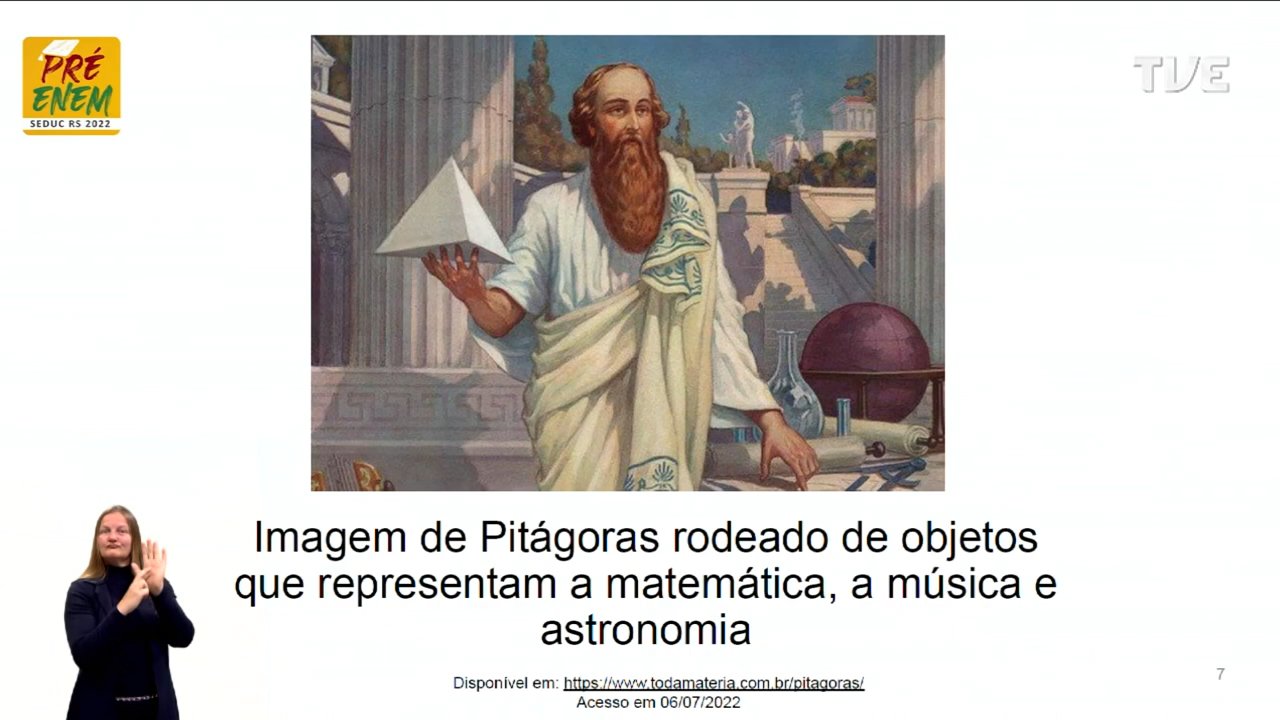 PRÉ
ENEM
SEDUC RS 2022
TVE
Imagem de Pitágoras rodeado de objetos
que representam a matemática, a música e
astronomia
Disponível em: https://www.todamateria.com.br/pitagoras/
Acesso em 06/07/2022
7